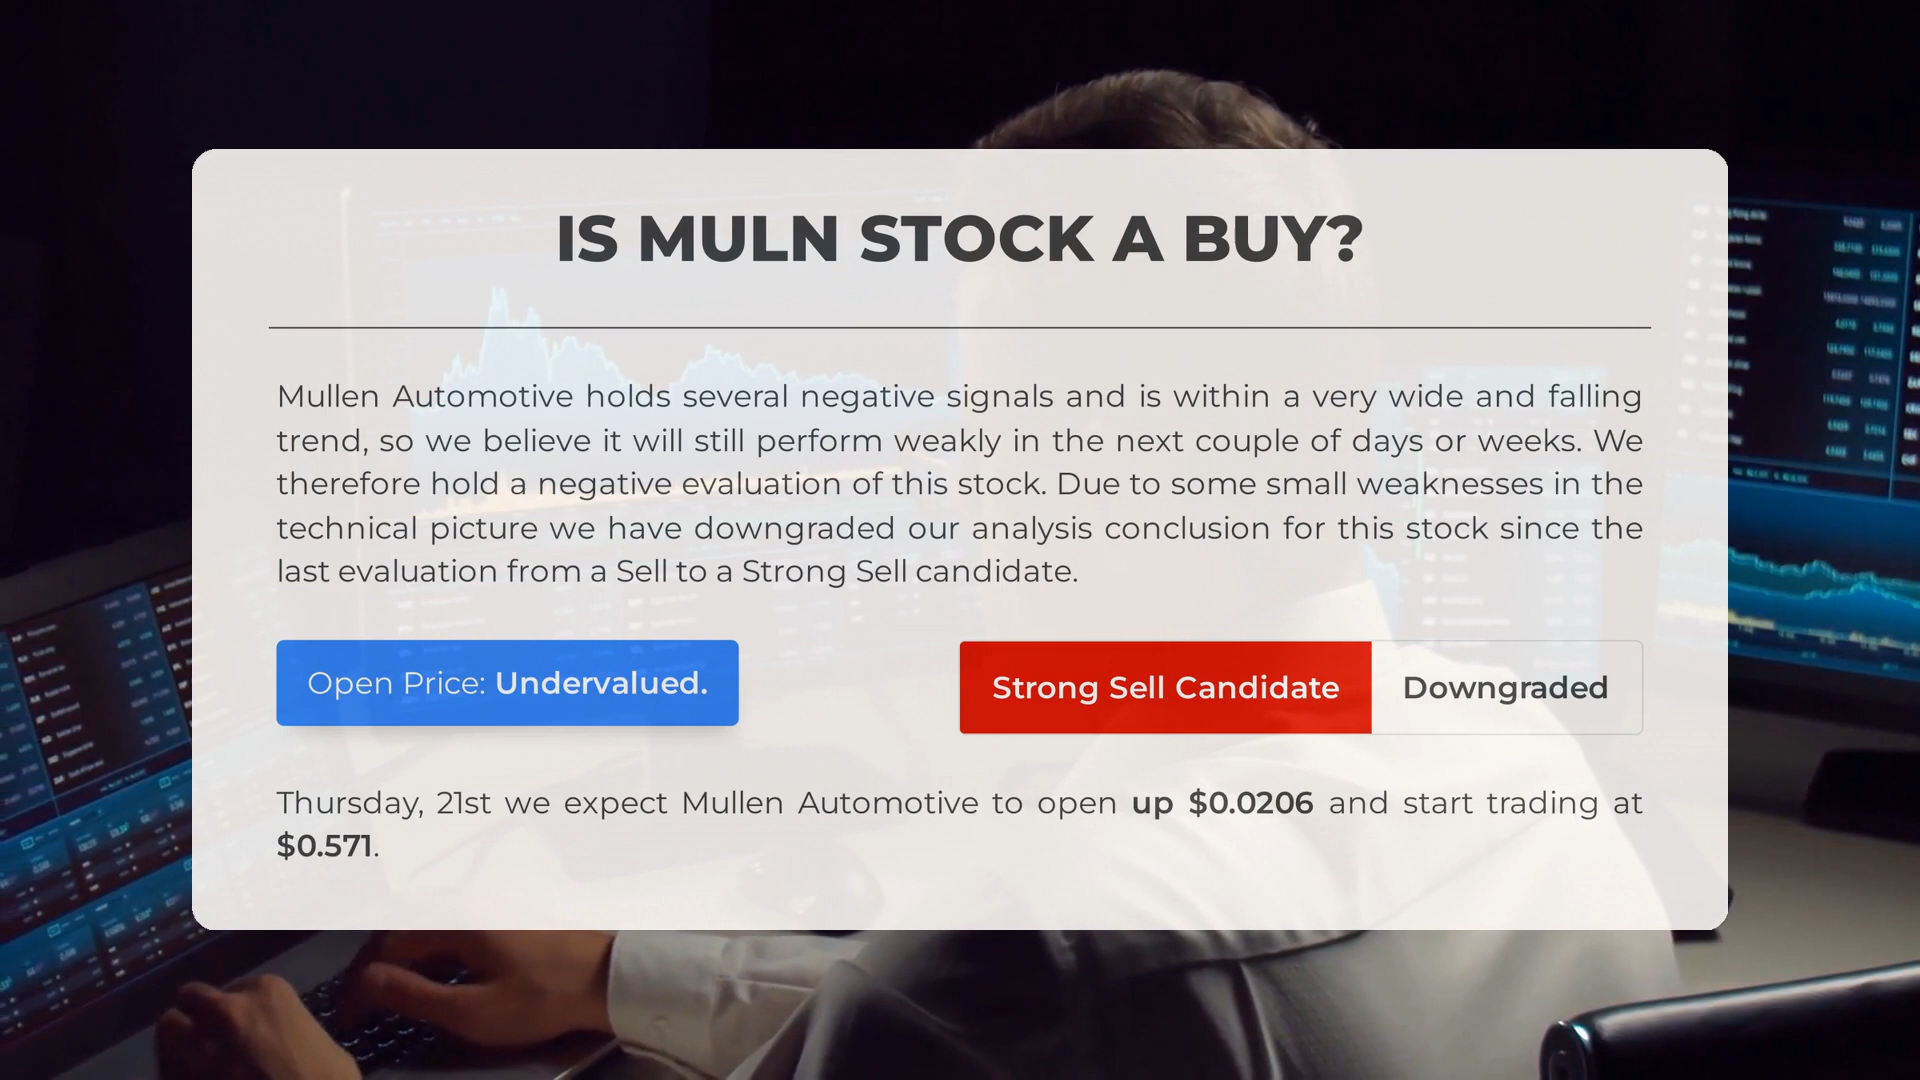 IS MULN STOCK A BUY?
Mullen Automotive holds several negative signals and is within a very wide and falling
trend, so we believe it will still perform weakly in the next couple of days or weeks. We
therefore hold a negative evaluation of this stock. Due to some small weaknesses in the
technical picture we have downgraded our analysis conclusion for this stock since the
last evaluation from a Sell to a Strong Sell candidate.
Open Price: Undervalued.
Strong Sell Candidate
Downgraded
Thursday, 21st we expect Mullen Automotive to open up $0.0206 and start trading at
$0.571.